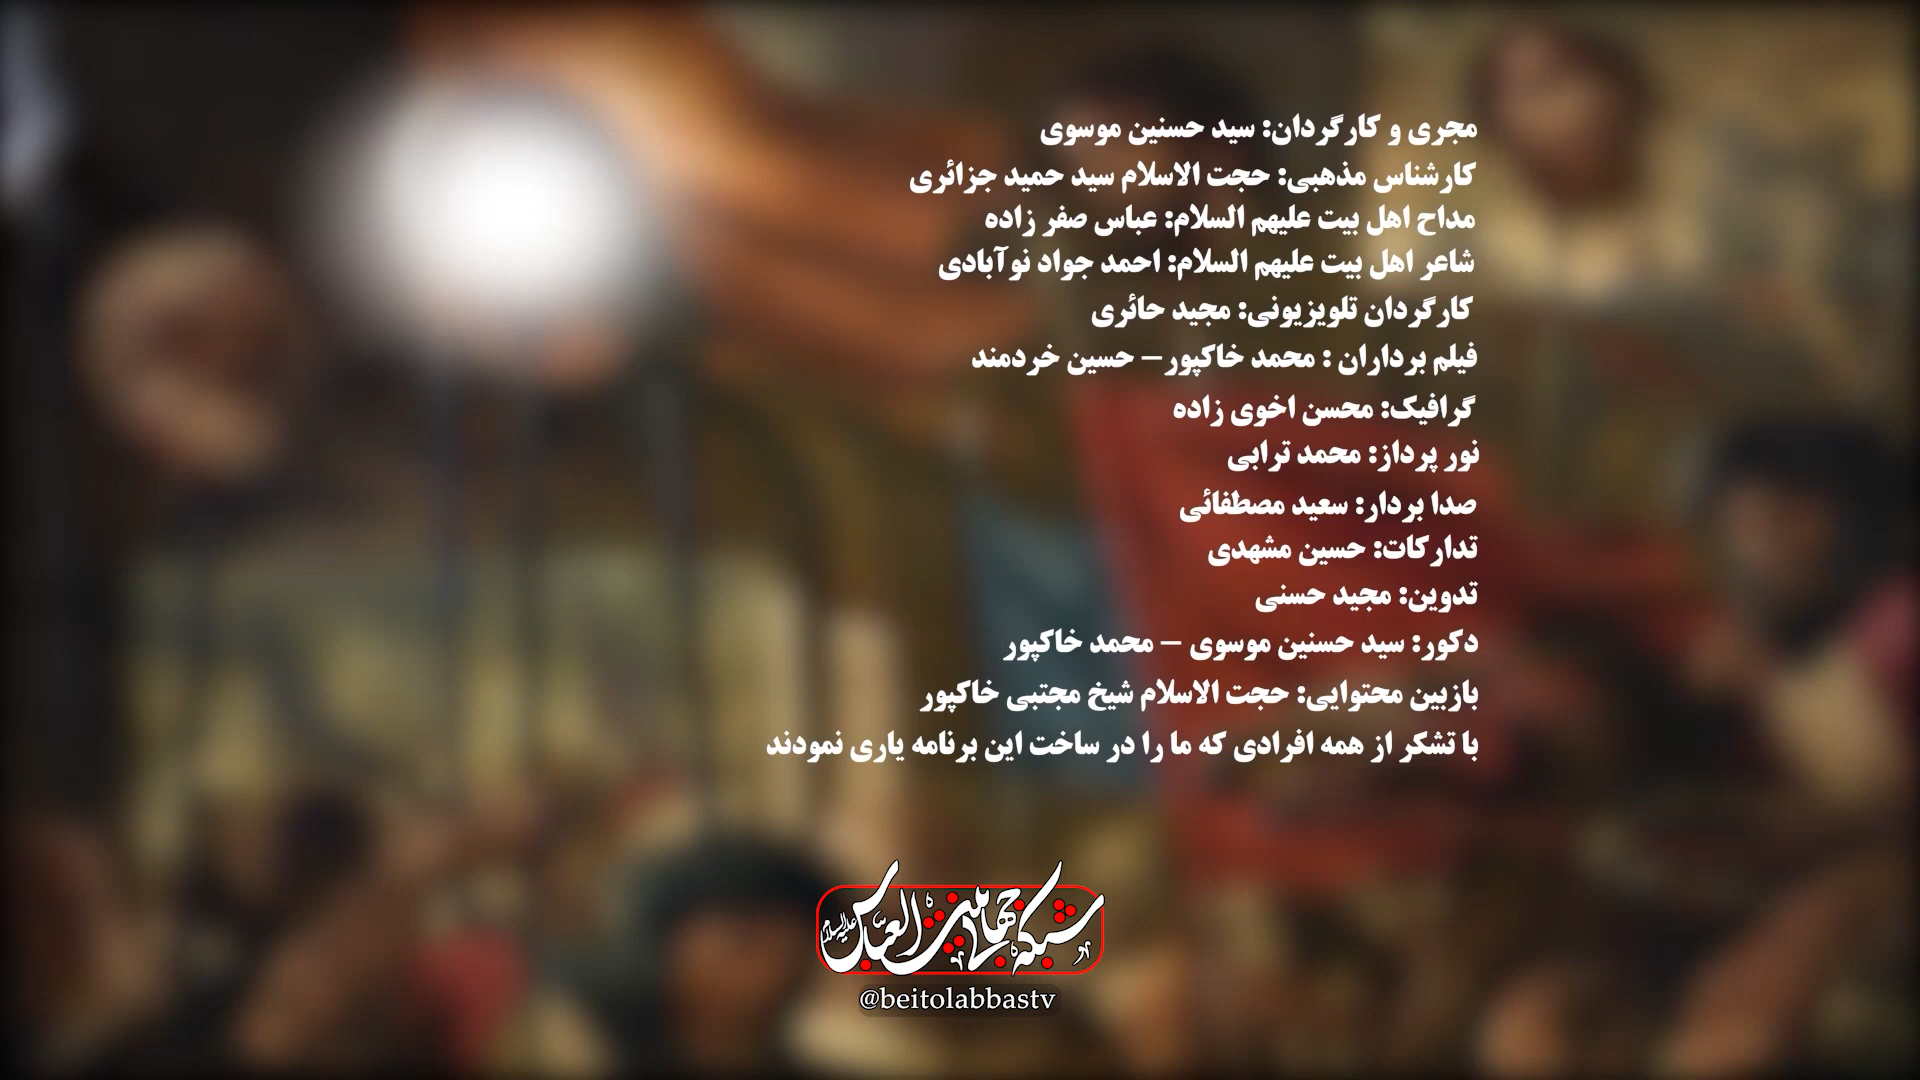 مجری و کارگردان: سید حسنین موسوی
کارشناس مذهبی: حجت الاسلام سید حمید جزائری
مداح اهل بیت علیهم السلام: عباس صفر زاده
شاعر اهل بیت علیهم السلام: احمد جواد نوآبادی
کارگردان تلویزیونی: مجید حائری
فیلم برداران : محمد خاکپور– حسین خردمند
گرافیک: محسن اخوی زاده
نور پرداز: محمد ترابی
صدا بردار: سعید مصطفائی
تدارکات: حسین مشهدی
تدوین: مجید حسنی
دکور: سید حسنین موسوی – محمد خاکپور
بازبین محتوایی: حجت الاسلام شیخ مجتبی خاکپور
با تشکر از همه افرادی که ما را در ساخت این برنامه یاری نمودند
شبکه جهانی بیت العباس علیه السلام
@beitolabbastv